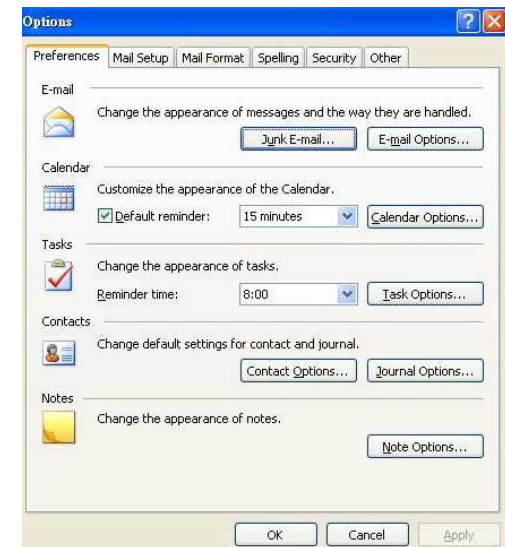 Options
Preferences Mail Setup Mail Format Spelling Security Other
E-mail
Change the appearance of messages and the way they are handled.
Junk E-mail... E-mail Options...
Calendar
Customize the appearance of the Calendar.
Default reminder: 15 minutes Calendar Options...
Tasks
Change the appearance of tasks.
Reminder time: 8:00 Task Options...
Contacts
Change default settings for contact and journal.
Contact Options... Journal Options...
Notes
Change the appearance of notes.
Note Options...
OK Cancel Apply